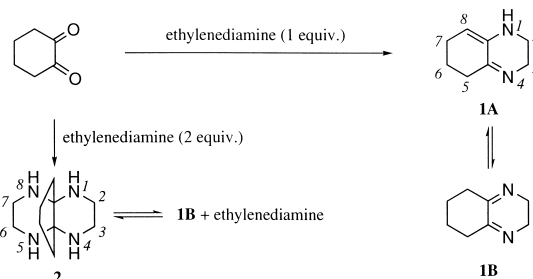 ethylenediamine (1 equiv.)
O
O
8
H
N
1
7
6
5
N
4
1A
ethylenediamine (2 equiv.)
H
H
8
N
N
1
7
2
6
3
5
N
N
4
H
H
2
1B + ethylenediamine
N
N
1B